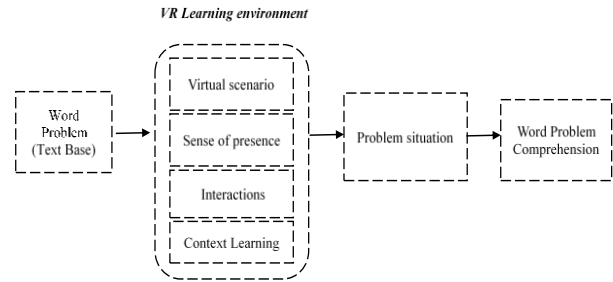 VR Learning environment
Word
Problem
(Text Base)
Virtual scenario
Sense of presence
Interactions
Context Learning
Problem situation
Word Problem
Comprehension